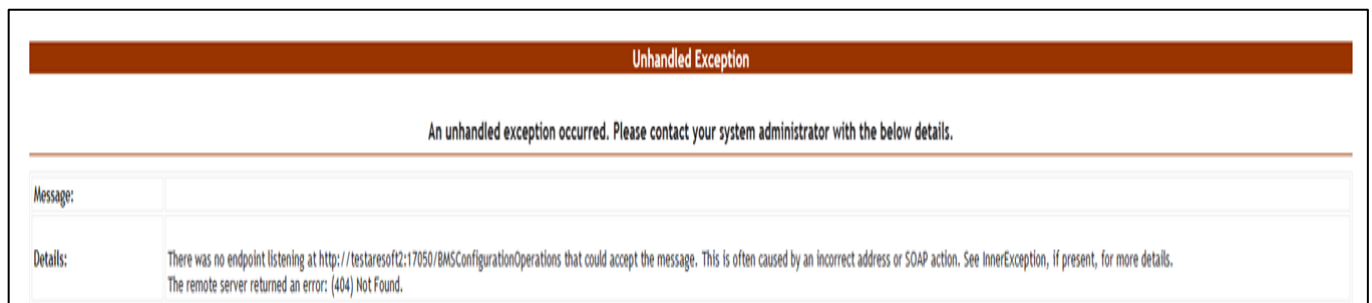 Unhandled Exception
An unhandled exception occurred. Please contact your system administrator with the below details.
Message:
Details:
There was no endpoint listening at http://testaresoft2:17050/BMSConfigurationOperations that could accept the message. This is often caused by an incorrect address or SOAP action. See InnerException, if present, for more details.
The remote server returned an error: (404) Not Found.